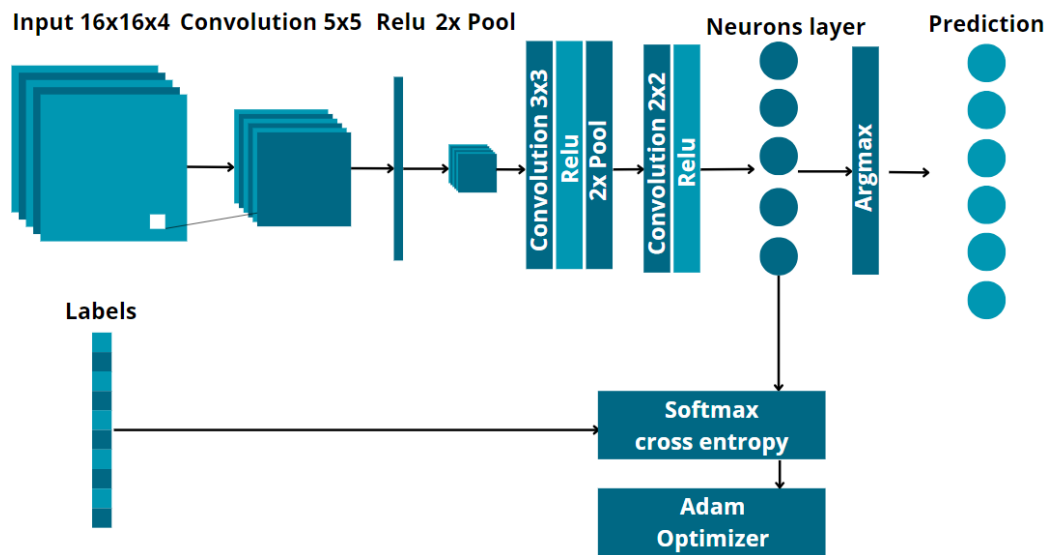 Input 16x16x4
Convolution 5x5
Relu
2x Pool
Convolution 3x3
Relu
2x Pool
Convolution 2x2
Relu
Neurons layer
Argmax
Prediction
Labels
Softmax
cross entropy
Adam
Optimizer